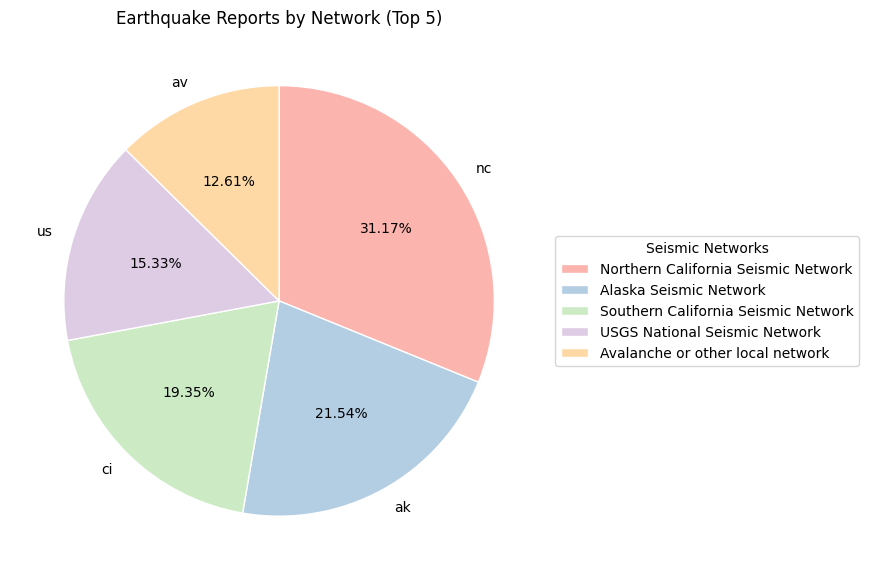 Earthquake Reports by Network (Top 5)
av
nc
12.61%
31.17%
us
15.33%
19.35%
21.54%
ci
ak
Seismic Networks
Northern California Seismic Network
Alaska Seismic Network
Southern California Seismic Network
USGS National Seismic Network
Avalanche or other local network